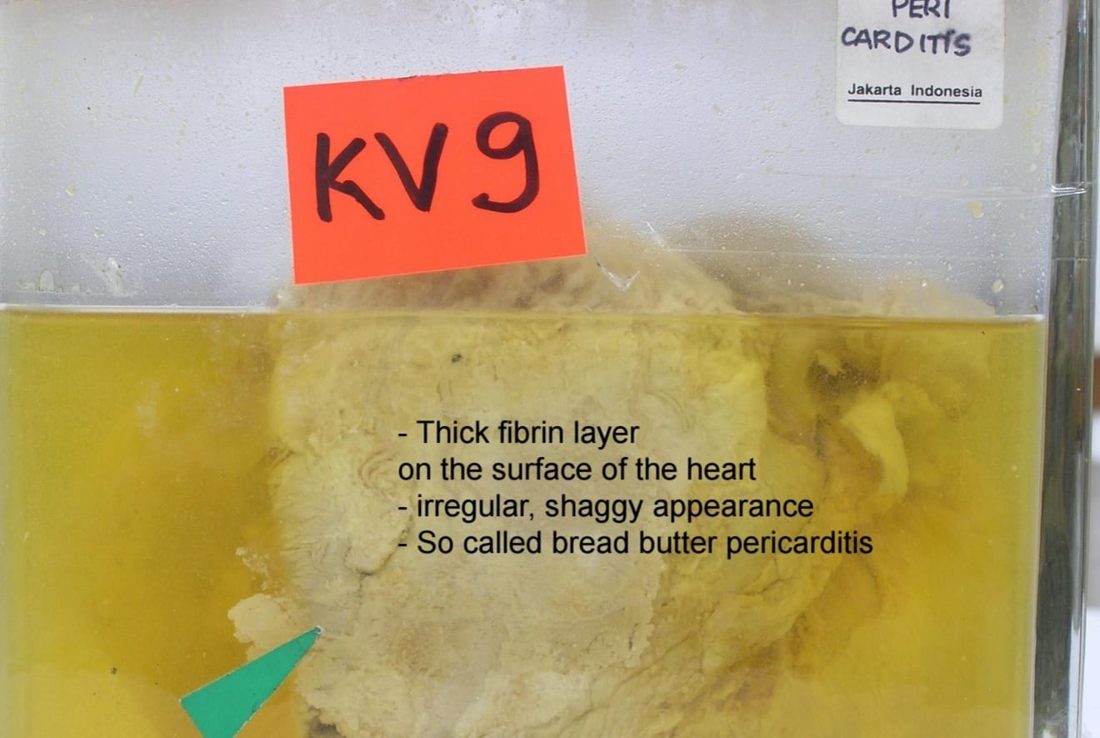 PERI
CARDITIS
Jakarta Indonesia
KV9
- Thick fibrin layer
on the surface of the heart
- irregular, shaggy appearance
- So called bread butter pericarditis